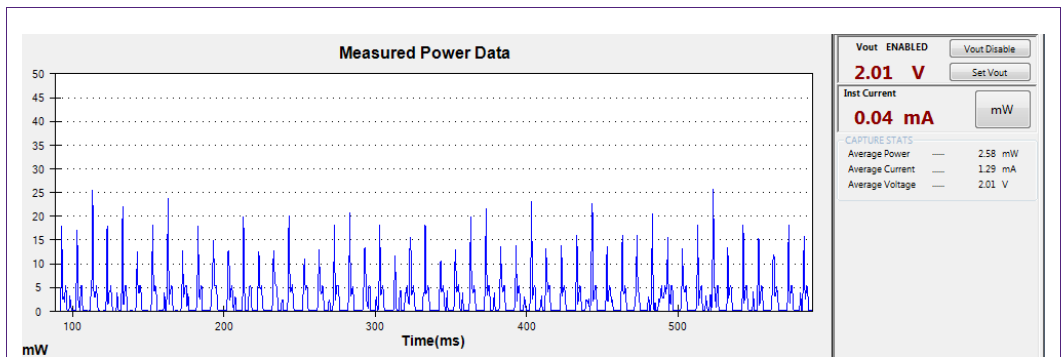 Measured Power Data
50
45
40
35
30
25
20
15
10
5
0
100
200
300
400
500
Time(ms)
mW
Vout ENABLED
Vout Disable
2.01 V
Set Vout
Inst Current
0.04 mA
mW
CAPTURE STATS
Average Power — 2.58 mW
Average Current — 1.29 mA
Average Voltage — 2.01 V